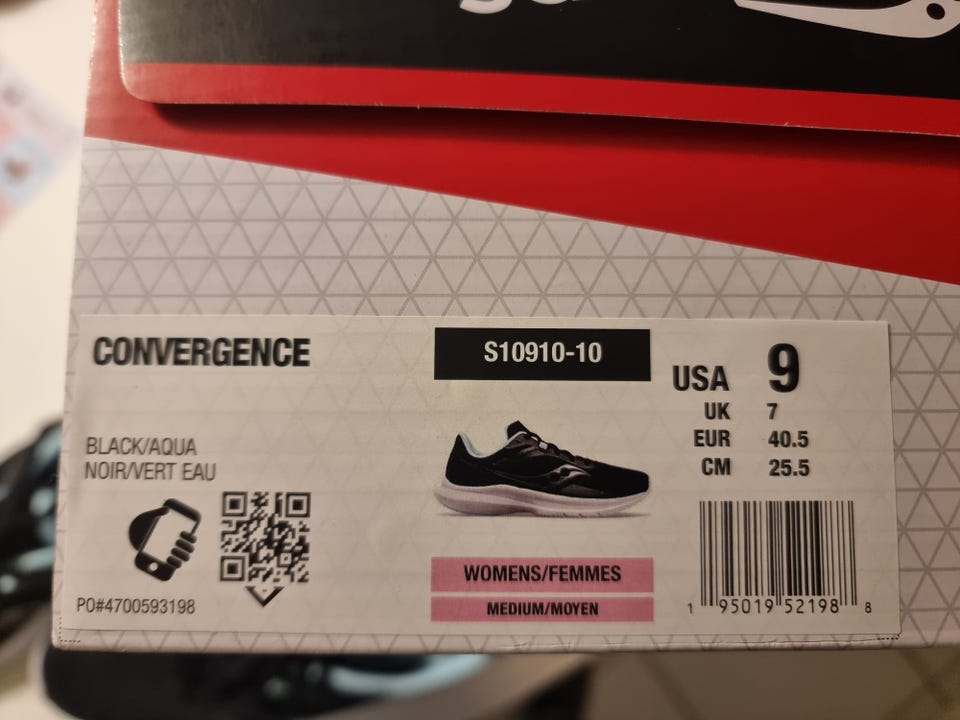 CONVERGENCE
S10910-10
USA 9
UK 7
EUR 40.5
CM 25.5
BLACK/AQUA
NOIR/VERT EAU
PO#4700593198
WOMENS/FEMMES
MEDIUM/MOYEN
1 95019 52198 8